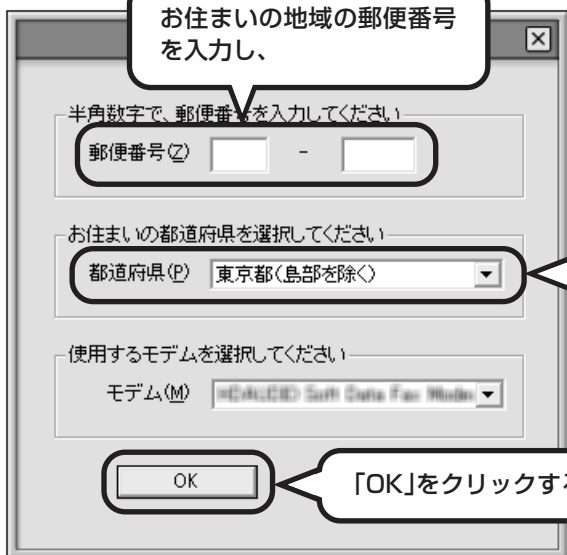 お住まいの地域の郵便番号
を入力し、
半角数字で、郵便番号を入力してください
郵便番号(Z) -
お住まいの都道府県を選択してください
都道府県(P) 東京都(島部を除く)
使用するモデムを選択してください
モデム(M)
OK
「OK」をクリックする